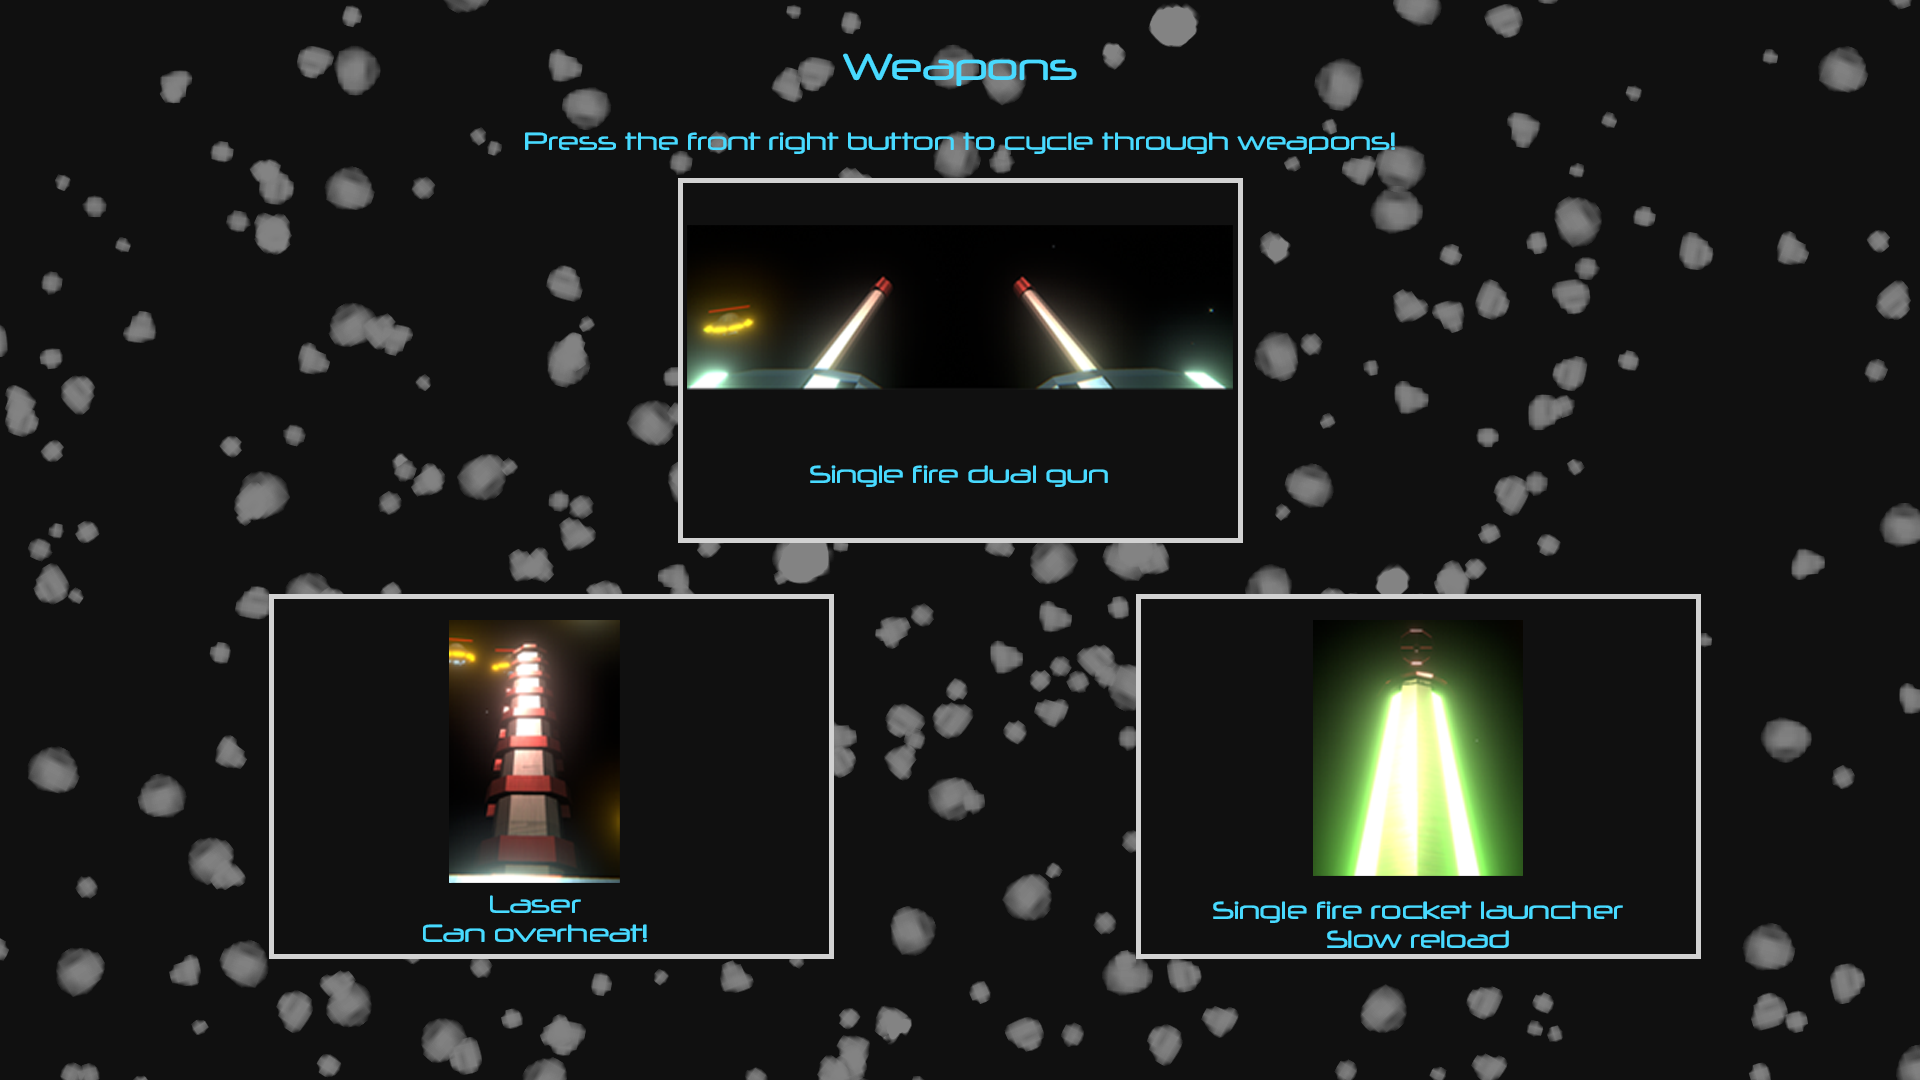 Weapons
Press the front right button to cycle through weapons!
Single fire dual gun
Laser
Can overheat!
Single fire rocket launcher
Slow reload